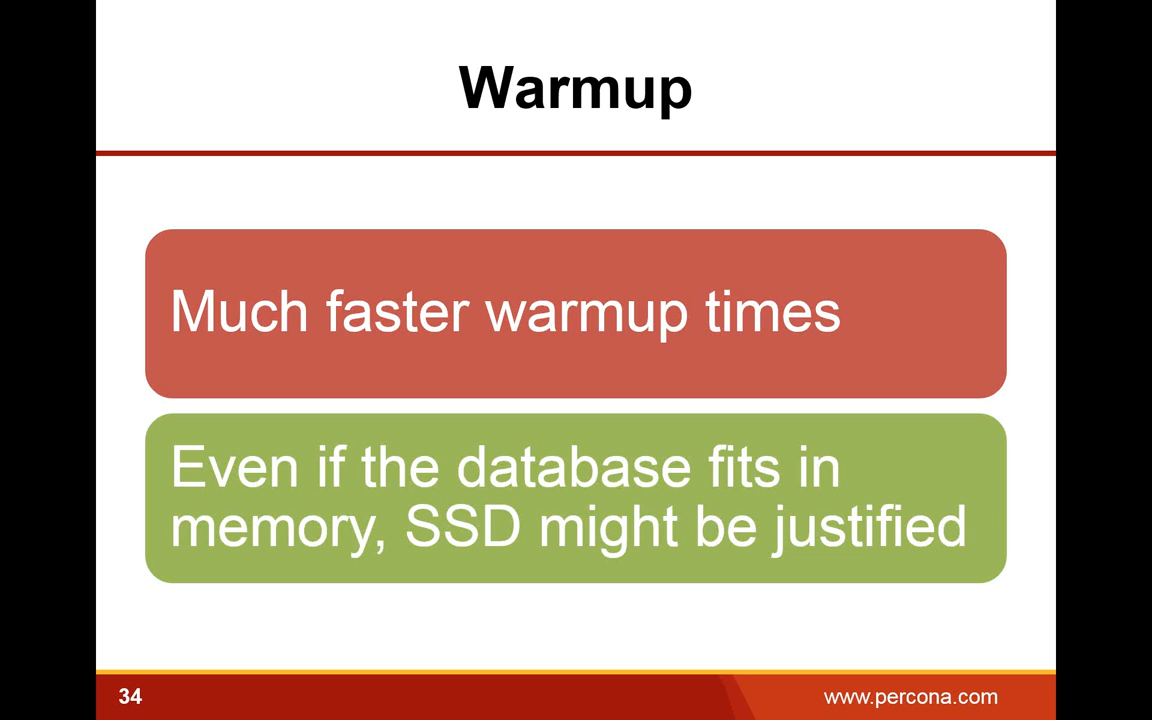 Warmup
Much faster warmup times
Even if the database fits in
memory, SSD might be justified
34
www.percona.com